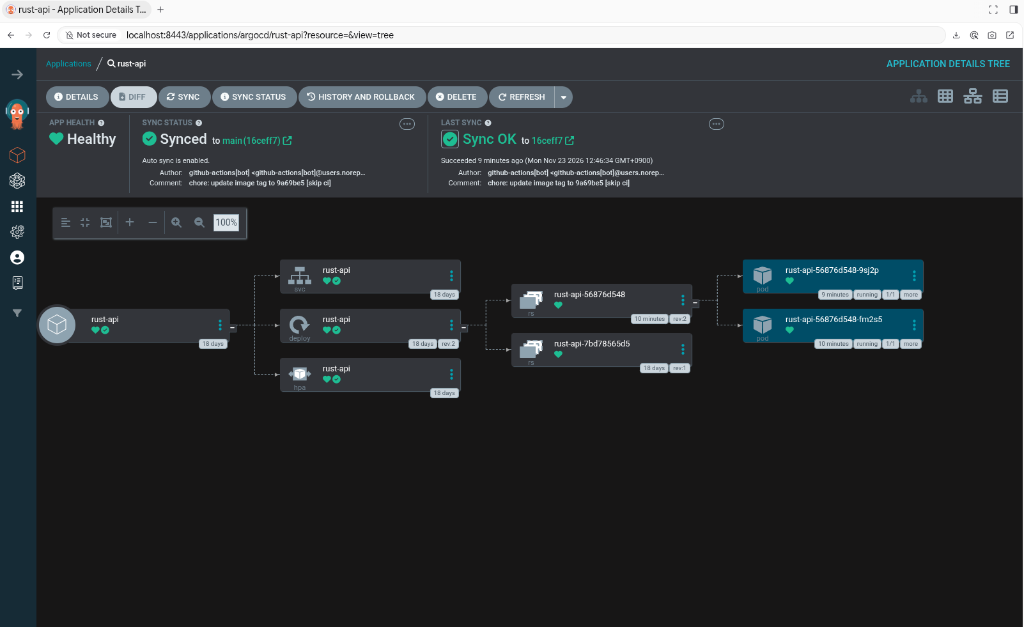 rust-api - Application Details T...
Not secure
localhost:8443/applications/argocd/rust-api?resource=&view=tree
Applications / rust-api
APPLICATION DETAILS TREE
DETAILS
DIFF
SYNC
SYNC STATUS
HISTORY AND ROLLBACK
DELETE
REFRESH
APP HEALTH
Healthy
SYNC STATUS
Synced to main(16ceff7)
Auto sync is enabled.
Author: github-actions[bot] <github-actions[bot]@users.norep...
Comment: chore: update image tag to 9a69be5 [skip ci]
LAST SYNC
Sync OK to 16ceff7
Succeeded 9 minutes ago (Mon Nov 23 2026 12:46:34 GMT+0900)
Author: github-actions[bot] <github-actions[bot]@users.norep...
Comment: chore: update image tag to 9a69be5 [skip ci]
100%
rust-api
18 days
rust-api
svc
18 days
rust-api
deploy
18 days
rev:2
rust-api
hpa
18 days
rust-api-56876d548
rs
10 minutes
rev:2
rust-api-7bd78565d5
rs
18 days
rev:1
rust-api-56876d548-9sj2p
pod
9 minutes
running
1/1
more
rust-api-56876d548-fm2s5
pod
10 minutes
running
1/1
more